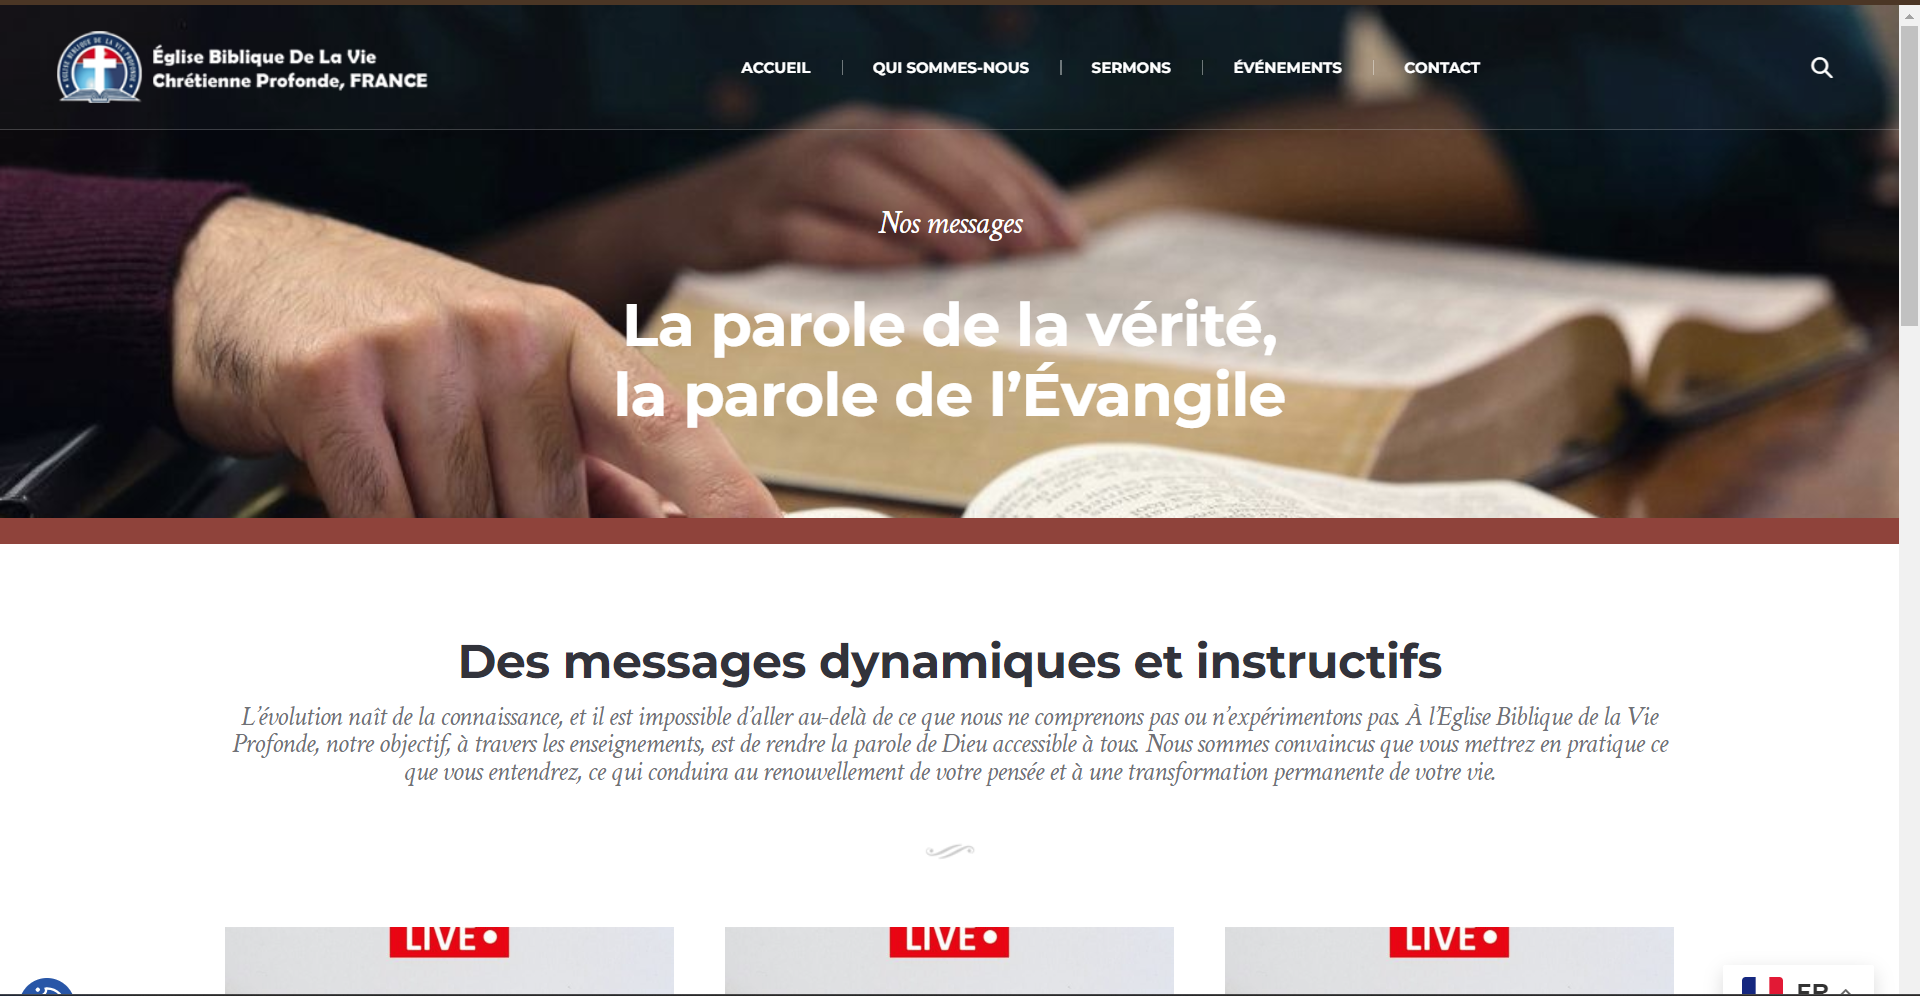 Église Biblique De La Vie
Chrétienne Profonde, FRANCE
ACCUEIL
QUI SOMMES-NOUS
SERMONS
ÉVÉNEMENTS
CONTACT
Nos messages
La parole de la vérité,
la parole de l’Évangile
Des messages dynamiques et instructifs
L’évolution naît de la connaissance, et il est impossible d’aller au-delà de ce que nous ne comprenons pas ou n’expérimentons pas. À l’Eglise Biblique de la Vie
Profonde, notre objectif, à travers les enseignements, est de rendre la parole de Dieu accessible à tous. Nous sommes convaincus que vous mettrez en pratique ce
que vous entendrez, ce qui conduira au renouvellement de votre pensée et à une transformation permanente de votre vie.
LIVE
LIVE
LIVE
FR